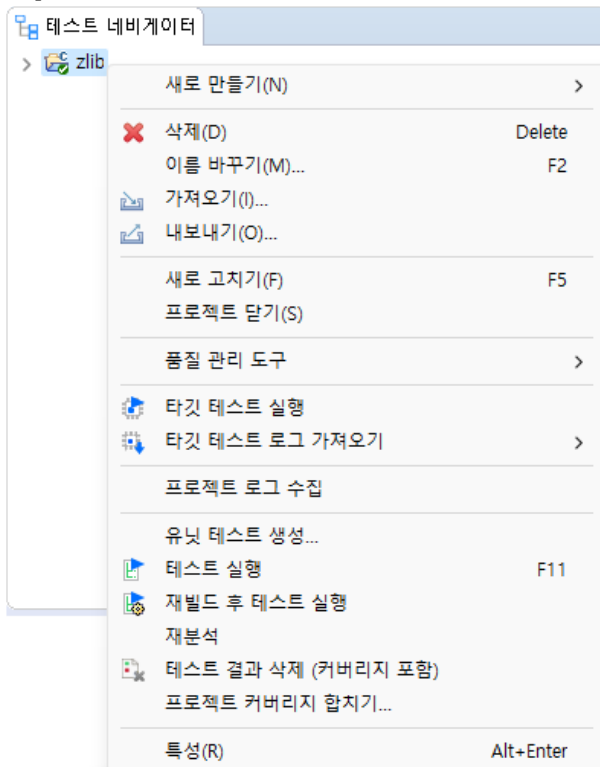 테스트 네비게이터
zlib
새로 만들기(N)
삭제(D) Delete
이름 바꾸기(M)... F2
가져오기(I)...
내보내기(O)...
새로 고치기(F) F5
프로젝트 닫기(S)
품질 관리 도구
타깃 테스트 실행
타깃 테스트 로그 가져오기
프로젝트 로그 수집
유닛 테스트 생성...
테스트 실행 F11
재빌드 후 테스트 실행
재분석
테스트 결과 삭제 (커버리지 포함)
프로젝트 커버리지 합치기...
특성(R) Alt+Enter